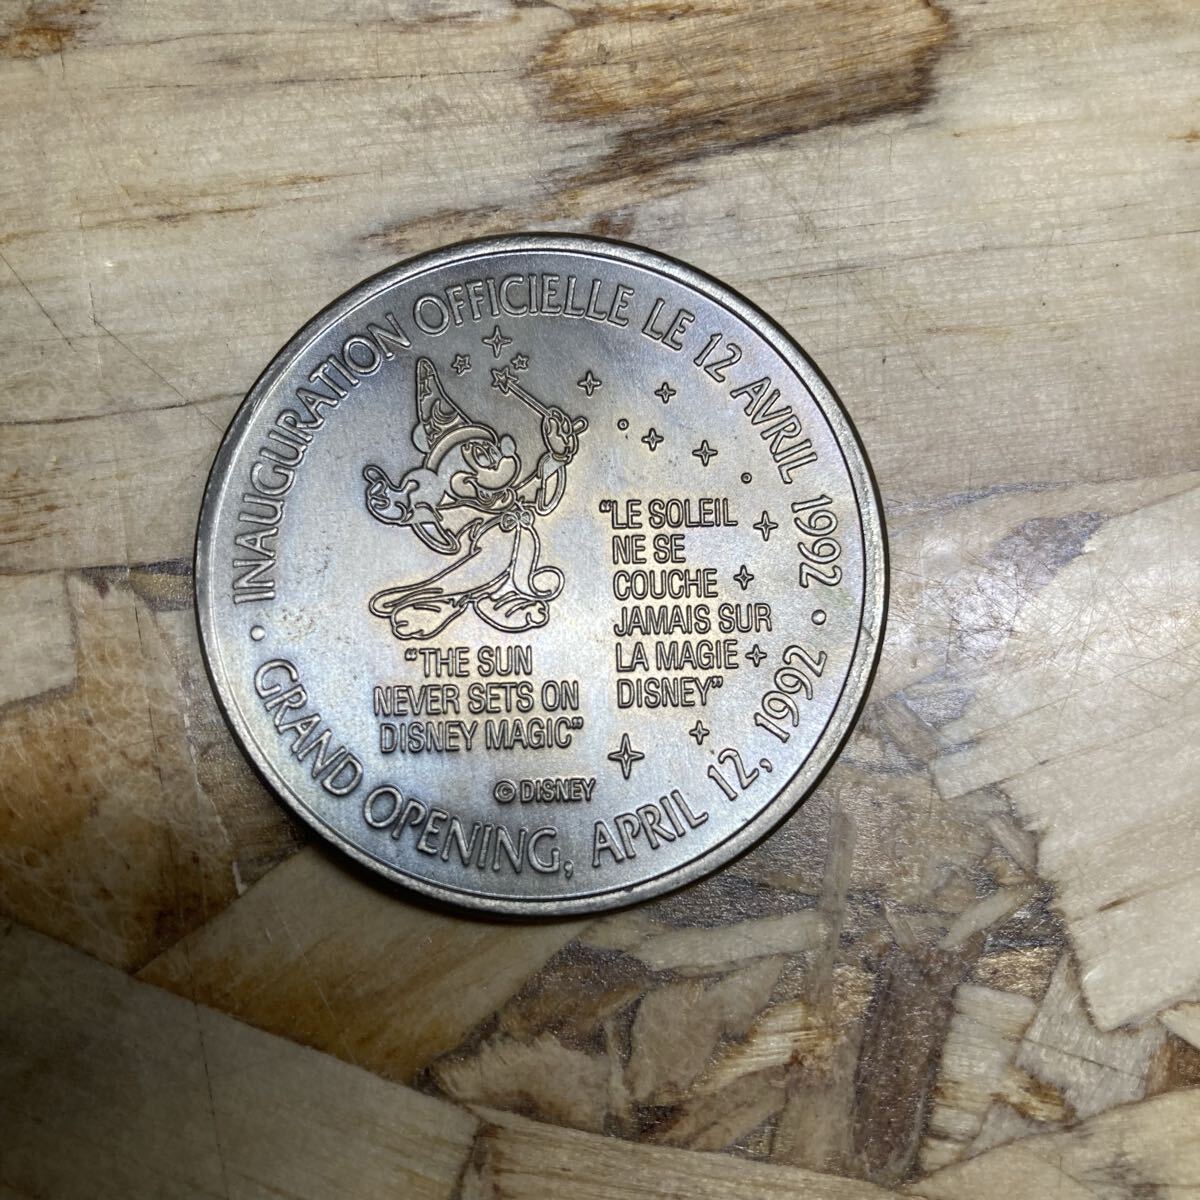 · INAUGURATION OFFICIELLE LE 12 AVRIL 1992 ·
"LE SOLEIL
NE SE
COUCHE
JAMAIS SUR
LA MAGIE
DISNEY"
"THE SUN
NEVER SETS ON
DISNEY MAGIC"
© DISNEY
GRAND OPENING, APRIL 12, 1992